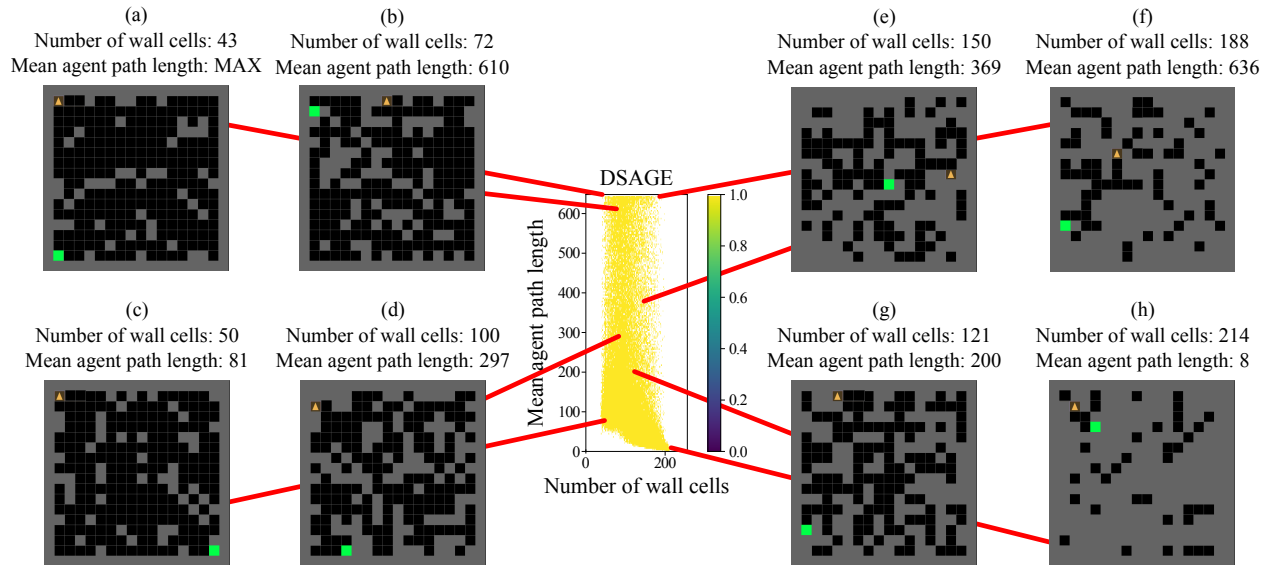 (a)
Number of wall cells: 43
Mean agent path length: MAX
(b)
Number of wall cells: 72
Mean agent path length: 610
(e)
Number of wall cells: 150
Mean agent path length: 369
(f)
Number of wall cells: 188
Mean agent path length: 636
DSAGE
Mean agent path length
600
500
400
300
200
100
0
0
200
Number of wall cells
1.0
0.8
0.6
0.4
0.2
0.0
(c)
Number of wall cells: 50
Mean agent path length: 81
(d)
Number of wall cells: 100
Mean agent path length: 297
(g)
Number of wall cells: 121
Mean agent path length: 200
(h)
Number of wall cells: 214
Mean agent path length: 8